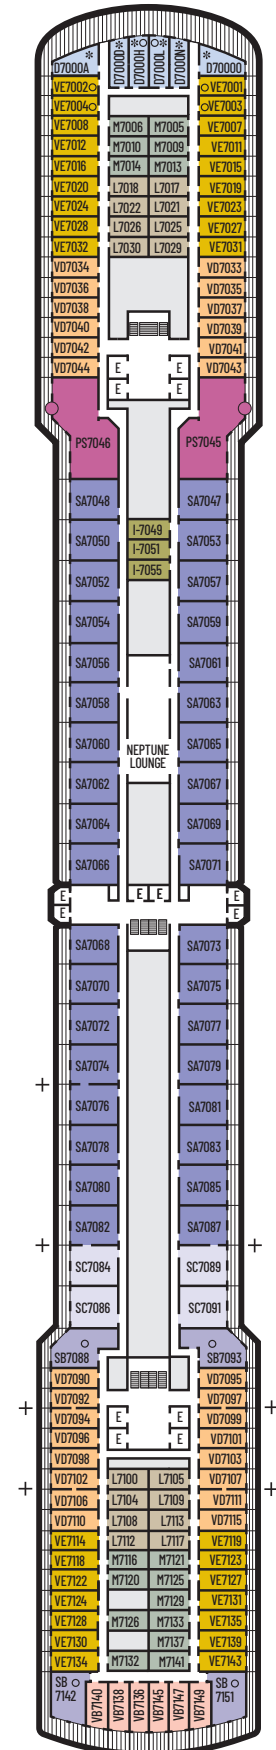 D7000A D7000D D7000H D7000L D7000N D7000O
VE7002 VE7001
VE7004 VE7003
VE7008 M7006 M7005 VE7007
VE7012 M7010 M7009 VE7011
VE7016 M7014 M7013 VE7015
VE7020 L7018 L7017 VE7019
VE7024 L7022 L7021 VE7023
VE7028 L7026 L7025 VE7027
VE7032 L7030 L7029 VE7031
VD7034 VD7033
VD7036 VD7035
VD7038 VD7037
VD7040 VD7039
VD7042 VD7041
VD7044 E E VD7043
E E
PS7046 PS7045
SA7048 SA7047
I-7049
SA7050 I-7051 SA7053
I-7055
SA7052 SA7057
SA7054 SA7059
SA7056 SA7061
SA7058 SA7063
SA7060 NEPTUNE SA7065
LOUNGE
SA7062 SA7067
SA7064 SA7069
SA7066 SA7071
E E E E
E E
SA7068 SA7073
SA7070 SA7075
SA7072 SA7077
SA7074 SA7079
SA7076 SA7081
SA7078 SA7083
SA7080 SA7085
SA7082 SA7087
SC7084 SC7089
SC7086 SC7091
SB7088 SB7093
VD7090 VD7095
VD7092 VD7097
VD7094 E E VD7099
VD7096 E E VD7101
VD7098 VD7103
VD7102 L7100 L7105 VD7107
VD7106 L7104 L7109 VD7111
VD7110 L7108 L7113 VD7115
VE7114 L7112 L7117 VE7119
VE7118 M7116 M7121 VE7123
VE7122 M7120 M7125 VE7127
VE7124 M7129 VE7131
VE7128 M7126 M7133 VE7135
VE7130 M7137 VE7139
VE7134 M7132 M7141 VE7143
SB 7142 VB7140 VB7138 VB7136 VB7145 VB7147 VB7149 SB 7151